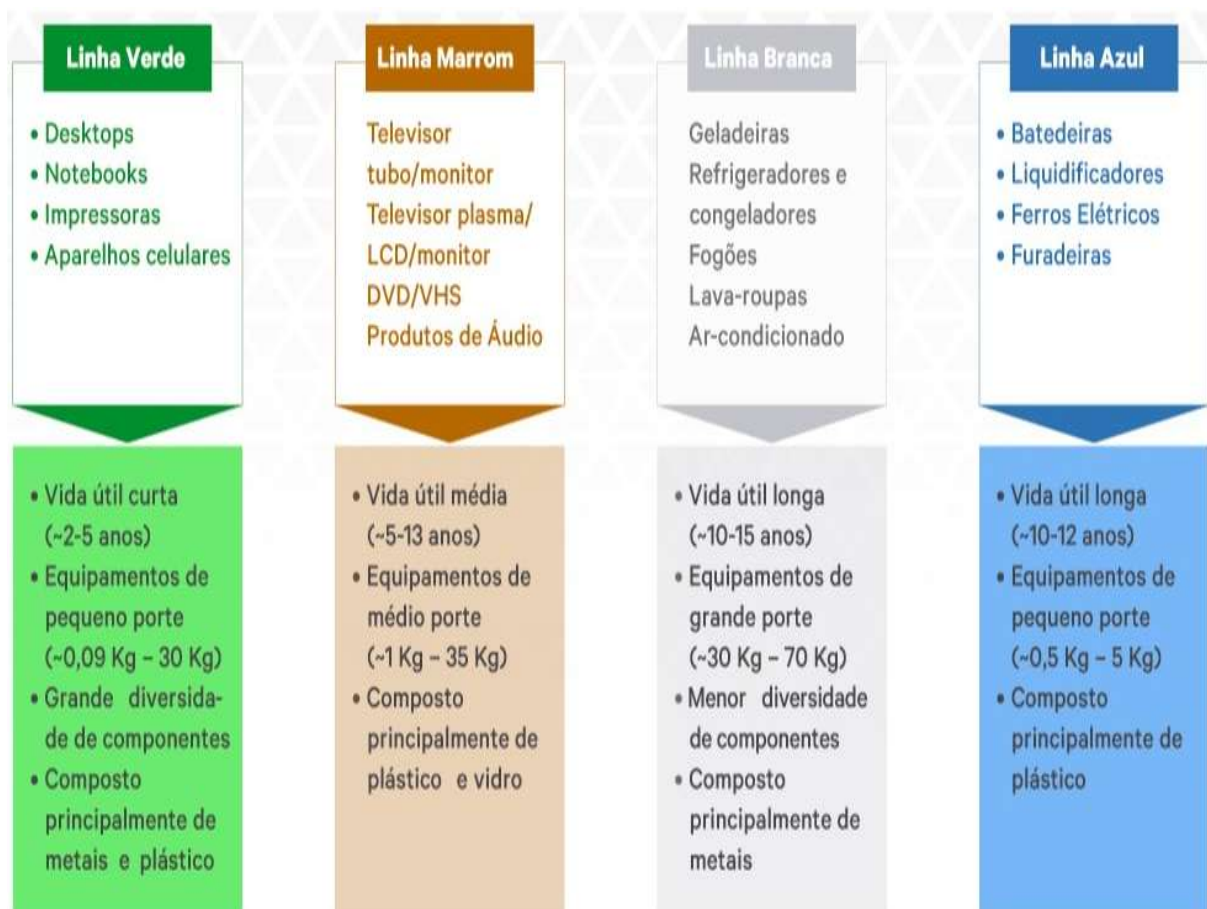 Linha Verde
• Desktops
• Notebooks
• Impressoras
• Aparelhos celulares
• Vida útil curta
(~2-5 anos)
• Equipamentos de
pequeno porte
(~0,09 Kg – 30 Kg)
• Grande diversida-
de de componentes
• Composto
principalmente de
metais e plástico
Linha Marrom
Televisor
tubo/monitor
Televisor plasma/
LCD/monitor
DVD/VHS
Produtos de Áudio
• Vida útil média
(~5-13 anos)
• Equipamentos de
médio porte
(~1 Kg – 35 Kg)
• Composto
principalmente de
plástico e vidro
Linha Branca
Geladeiras
Refrigeradores e
congeladores
Fogões
Lava-roupas
Ar-condicionado
• Vida útil longa
(~10-15 anos)
• Equipamentos de
grande porte
(~30 Kg – 70 Kg)
• Menor diversidade
de componentes
• Composto
principalmente de
metais
Linha Azul
• Batedeiras
• Liquidificadores
• Ferros Elétricos
• Furadeiras
• Vida útil longa
(~10-12 anos)
• Equipamentos de
pequeno porte
(~0,5 Kg – 5 Kg)
• Composto
principalmente de
plástico